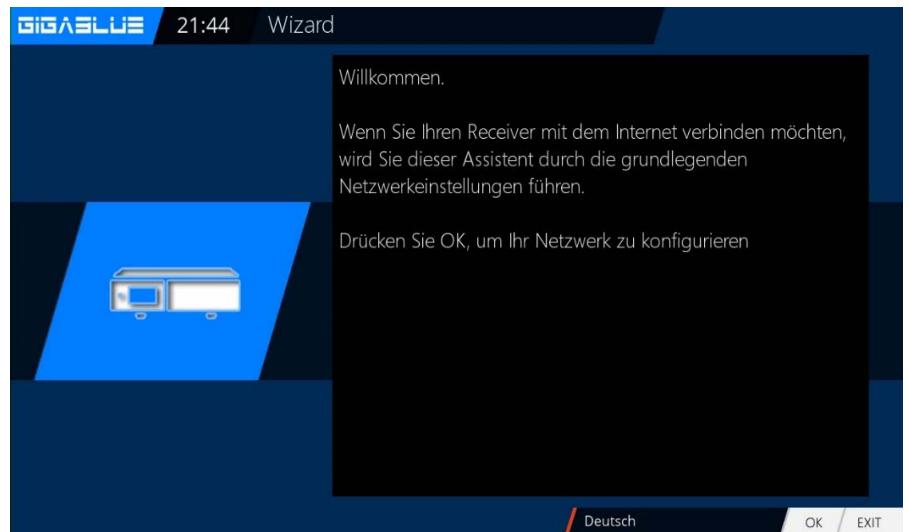 GIGABLUE 21:44 Wizard
Willkommen.
Wenn Sie Ihren Receiver mit dem Internet verbinden möchten,
wird Sie dieser Assistent durch die grundlegenden
Netzwerkeinstellungen führen.
Drücken Sie OK, um Ihr Netzwerk zu konfigurieren
Deutsch OK EXIT